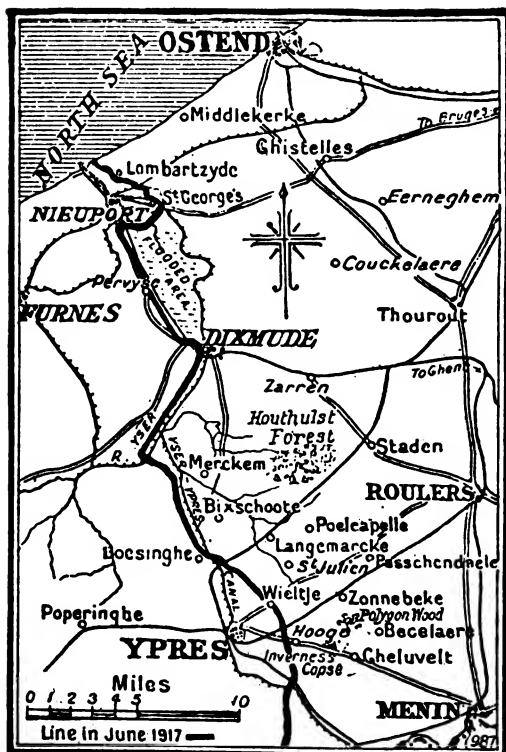 OSTEND
NORTH SEA
Middlekerke
To Bruges
Ghistelles
Lombartzyde
St. George's
NIEUPORT
Eerneghem
FLOODED AREA
Couckelaere
Pervyse
FURNES
Thourout
DIXMUDE
To Ghent
Zarren
Houthulst
Forest
Staden
R. YSER
YSER-YPRES
Merckem
ROULERS
Bixschoote
Poelcapelle
Langemarcke
St Julien
Passchendaele
Boesinghe
CANAL
Wieltje
Zonnebeke
Polygon Wood
Poperinghe
Hooge
Becelaere
YPRES
Inverness
Copse
Gheluvelt
Miles
0 1 2 3 4 5 10
MENIN
Line in June 1917
987